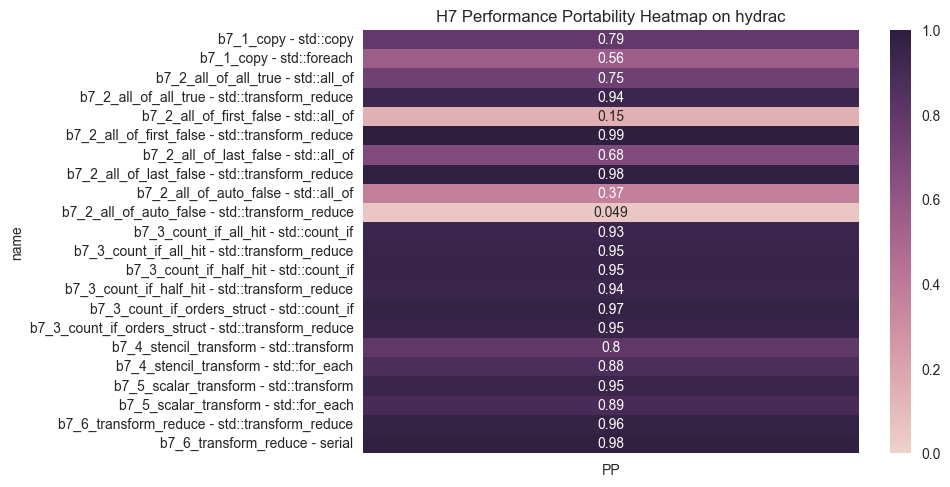 H7 Performance Portability Heatmap on hydrac
name
b7_1_copy - std::copy 0.79
b7_1_copy - std::foreach 0.56
b7_2_all_of_all_true - std::all_of 0.75
b7_2_all_of_all_true - std::transform_reduce 0.94
b7_2_all_of_first_false - std::all_of 0.15
b7_2_all_of_first_false - std::transform_reduce 0.99
b7_2_all_of_last_false - std::all_of 0.68
b7_2_all_of_last_false - std::transform_reduce 0.98
b7_2_all_of_auto_false - std::all_of 0.37
b7_2_all_of_auto_false - std::transform_reduce 0.049
b7_3_count_if_all_hit - std::count_if 0.93
b7_3_count_if_all_hit - std::transform_reduce 0.95
b7_3_count_if_half_hit - std::count_if 0.95
b7_3_count_if_half_hit - std::transform_reduce 0.94
b7_3_count_if_orders_struct - std::count_if 0.97
b7_3_count_if_orders_struct - std::transform_reduce 0.95
b7_4_stencil_transform - std::transform 0.8
b7_4_stencil_transform - std::for_each 0.88
b7_5_scalar_transform - std::transform 0.95
b7_5_scalar_transform - std::for_each 0.89
b7_6_transform_reduce - std::transform_reduce 0.96
b7_6_transform_reduce - serial 0.98
PP
1.0
0.8
0.6
0.4
0.2
0.0